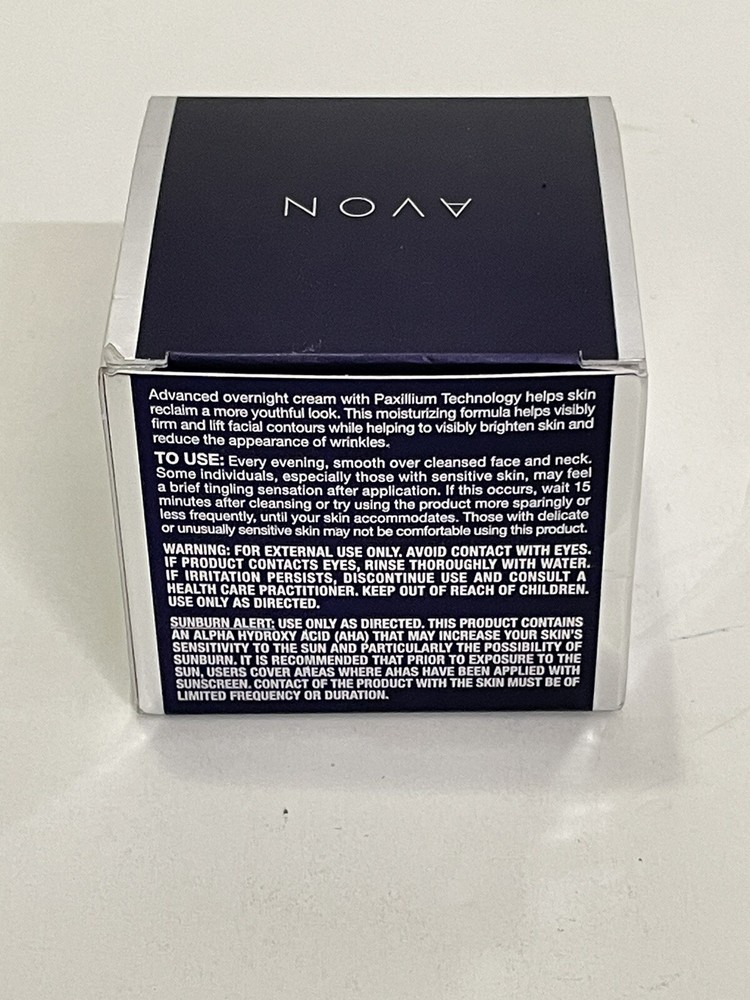 AVON
Advanced overnight cream with Paxillium Technology helps skin
reclaim a more youthful look. This moisturizing formula helps visibly
firm and lift facial contours while helping to visibly brighten skin and
reduce the appearance of wrinkles.
TO USE: Every evening, smooth over cleansed face and neck.
Some individuals, especially those with sensitive skin, may feel
a brief tingling sensation after application. If this occurs, wait 15
minutes after cleansing or try using the product more sparingly or
less frequently, until your skin accommodates. Those with delicate
or unusually sensitive skin may not be comfortable using this product.
WARNING: FOR EXTERNAL USE ONLY. AVOID CONTACT WITH EYES.
IF PRODUCT CONTACTS EYES, RINSE THOROUGHLY WITH WATER.
IF IRRITATION PERSISTS, DISCONTINUE USE AND CONSULT A
HEALTH CARE PRACTITIONER. KEEP OUT OF REACH OF CHILDREN.
USE ONLY AS DIRECTED.
SUNBURN ALERT: USE ONLY AS DIRECTED. THIS PRODUCT CONTAINS
AN ALPHA HYDROXY ACID (AHA) THAT MAY INCREASE YOUR SKIN'S
SENSITIVITY TO THE SUN AND PARTICULARLY THE POSSIBILITY OF
SUNBURN. IT IS RECOMMENDED THAT PRIOR TO EXPOSURE TO THE
SUN, USERS COVER AREAS WHERE AHAS HAVE BEEN APPLIED WITH
SUNSCREEN. CONTACT OF THE PRODUCT WITH THE SKIN MUST BE OF
LIMITED FREQUENCY OR DURATION.